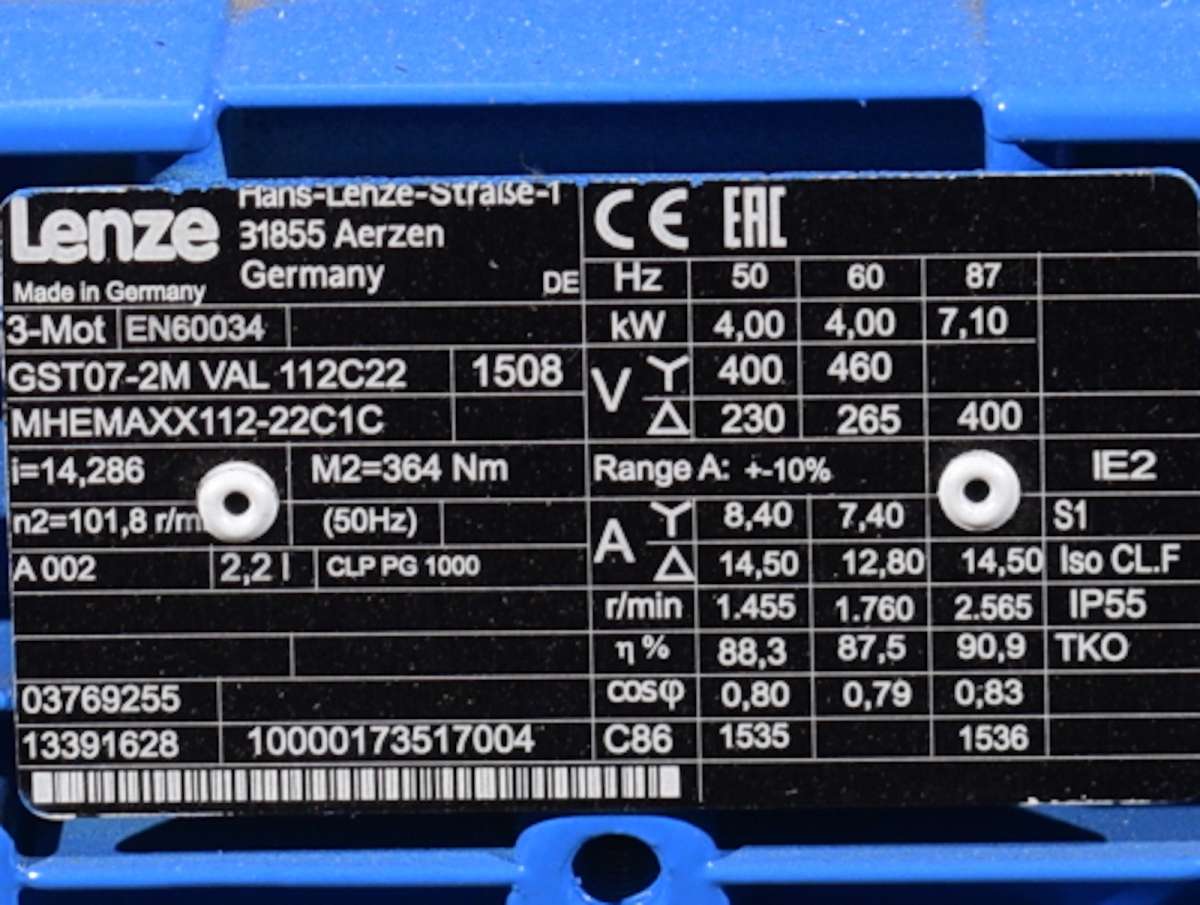 Lenze
Hans-Lenze-Straße-1
31855 Aerzen
Germany
DE
Made in Germany
3-Mot EN60034
GST07-2M VAL 112C22 1508
MHEMAXX112-22C1C
i=14,286 M2=364 Nm
n2=101,8 r/m (50Hz)
A 002 2,2 l CLP PG 1000
03769255
13391628 10000173517004
CE EAC
Hz 50 60 87
kW 4,00 4,00 7,10
V Y 400 460
Δ 230 265 400
Range A: +-10% IE2
A Y 8,40 7,40 S1
Δ 14,50 12,80 14,50 Iso CL.F
r/min 1.455 1.760 2.565 IP55
η % 88,3 87,5 90,9 TKO
cosφ 0,80 0,79 0,83
C86 1535 1536